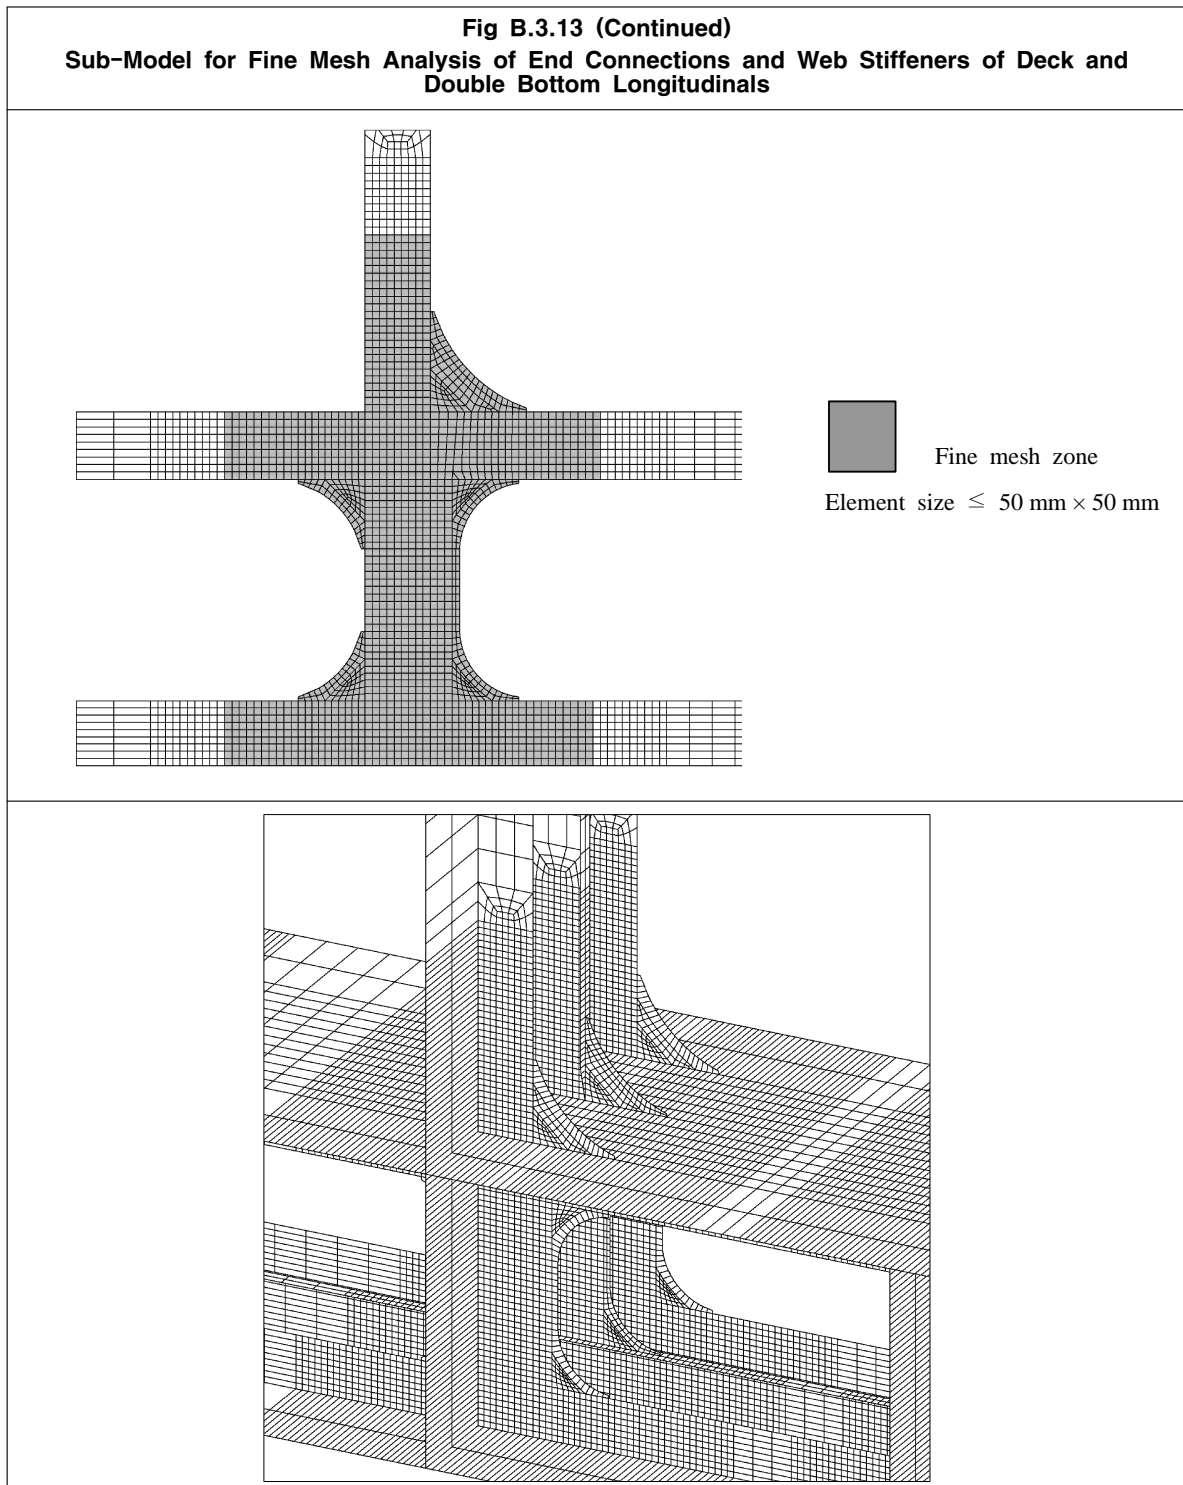 Fig B.3.13 (Continued)
Sub-Model for Fine Mesh Analysis of End Connections and Web Stiffeners of Deck and
Double Bottom Longitudinals
Fine mesh zone
Element size ≤ 50 mm × 50 mm